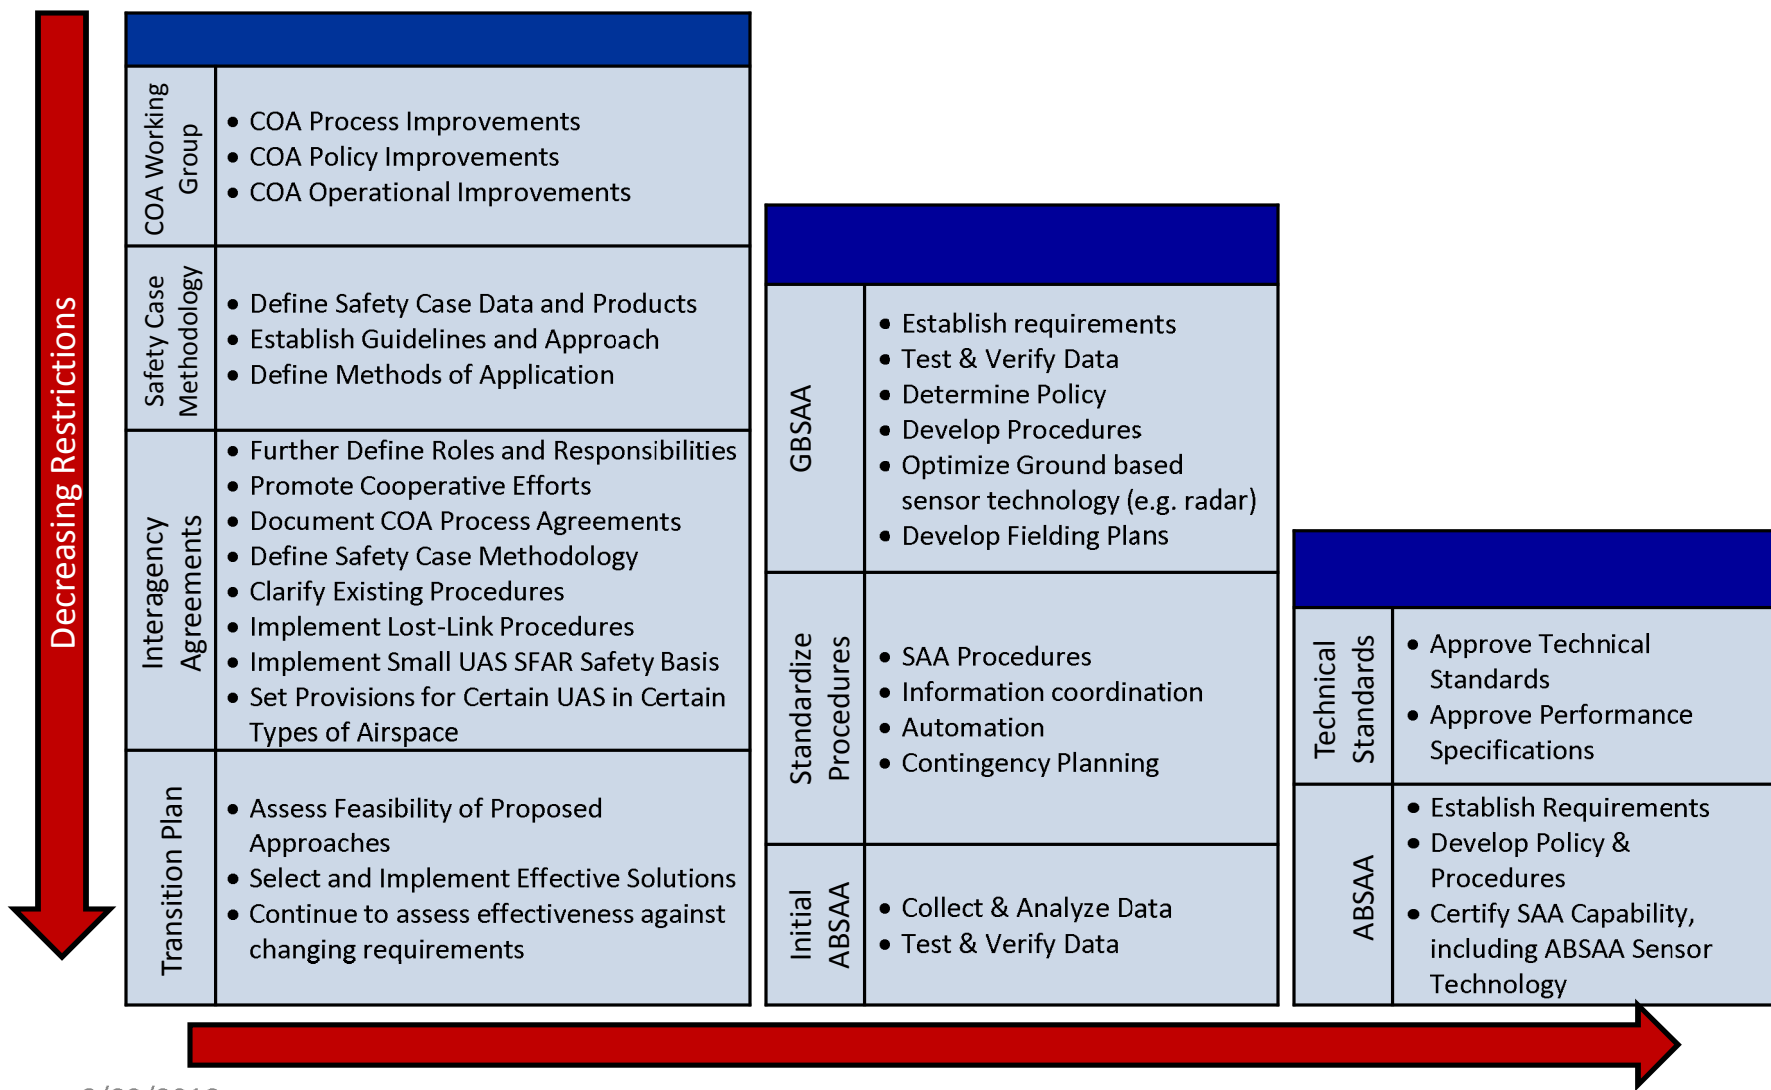 Decreasing Restrictions
COA Working
Group
• COA Process Improvements
• COA Policy Improvements
• COA Operational Improvements
Safety Case
Methodology
• Define Safety Case Data and Products
• Establish Guidelines and Approach
• Define Methods of Application
Interagency
Agreements
• Further Define Roles and Responsibilities
• Promote Cooperative Efforts
• Document COA Process Agreements
• Define Safety Case Methodology
• Clarify Existing Procedures
• Implement Lost-Link Procedures
• Implement Small UAS SFAR Safety Basis
• Set Provisions for Certain UAS in Certain
Types of Airspace
Transition Plan
• Assess Feasibility of Proposed
Approaches
• Select and Implement Effective Solutions
• Continue to assess effectiveness against
changing requirements
GBSAA
• Establish requirements
• Test & Verify Data
• Determine Policy
• Develop Procedures
• Optimize Ground based
sensor technology (e.g. radar)
• Develop Fielding Plans
Standardize
Procedures
• SAA Procedures
• Information coordination
• Automation
• Contingency Planning
Initial
ABSAA
• Collect & Analyze Data
• Test & Verify Data
Technical
Standards
• Approve Technical
Standards
• Approve Performance
Specifications
ABSAA
• Establish Requirements
• Develop Policy &
Procedures
• Certify SAA Capability,
including ABSAA Sensor
Technology